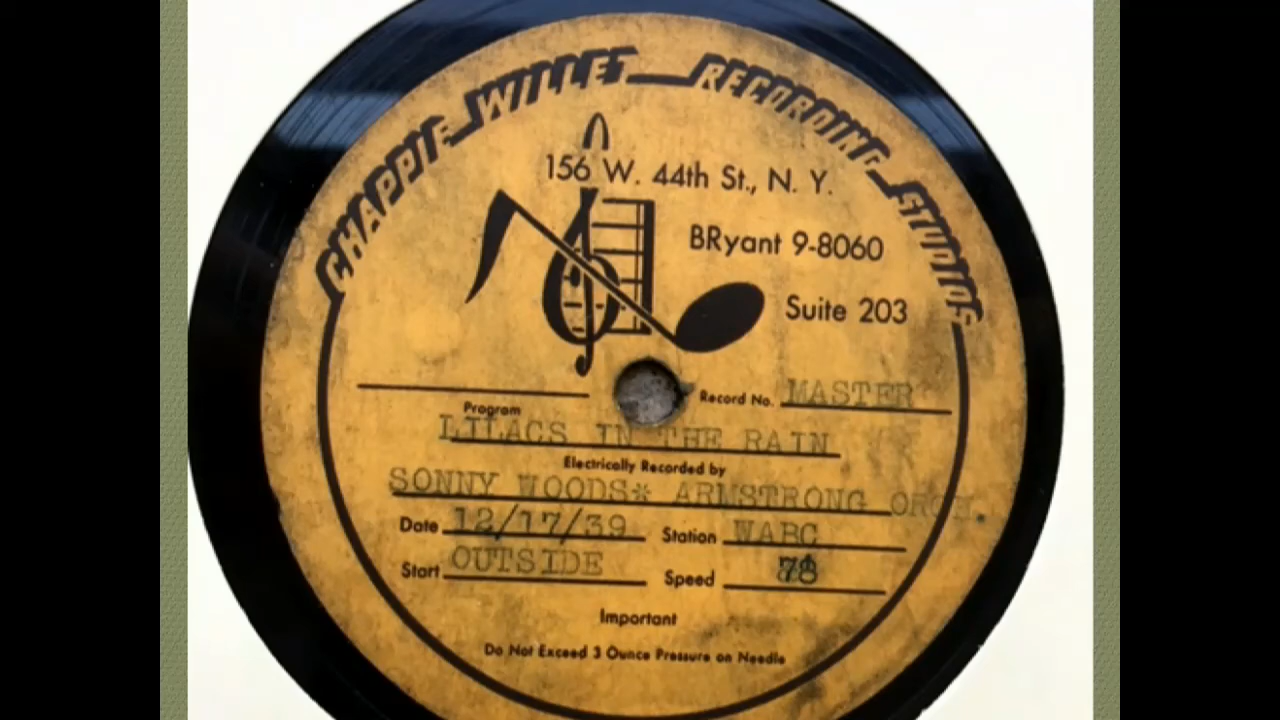 CHAPPIE WILLET RECORDING STUDIOS
156 W. 44th St., N. Y.
BRyant 9-8060
Suite 203
Record No. MASTER
Program
LILACS IN THE RAIN
Electrically Recorded by
SONNY WOODS* ARMSTRONG ORCH.
Date 12/17/39 Station WABC
Start OUTSIDE Speed 78
Important
Do Not Exceed 3 Ounce Pressure on Needle